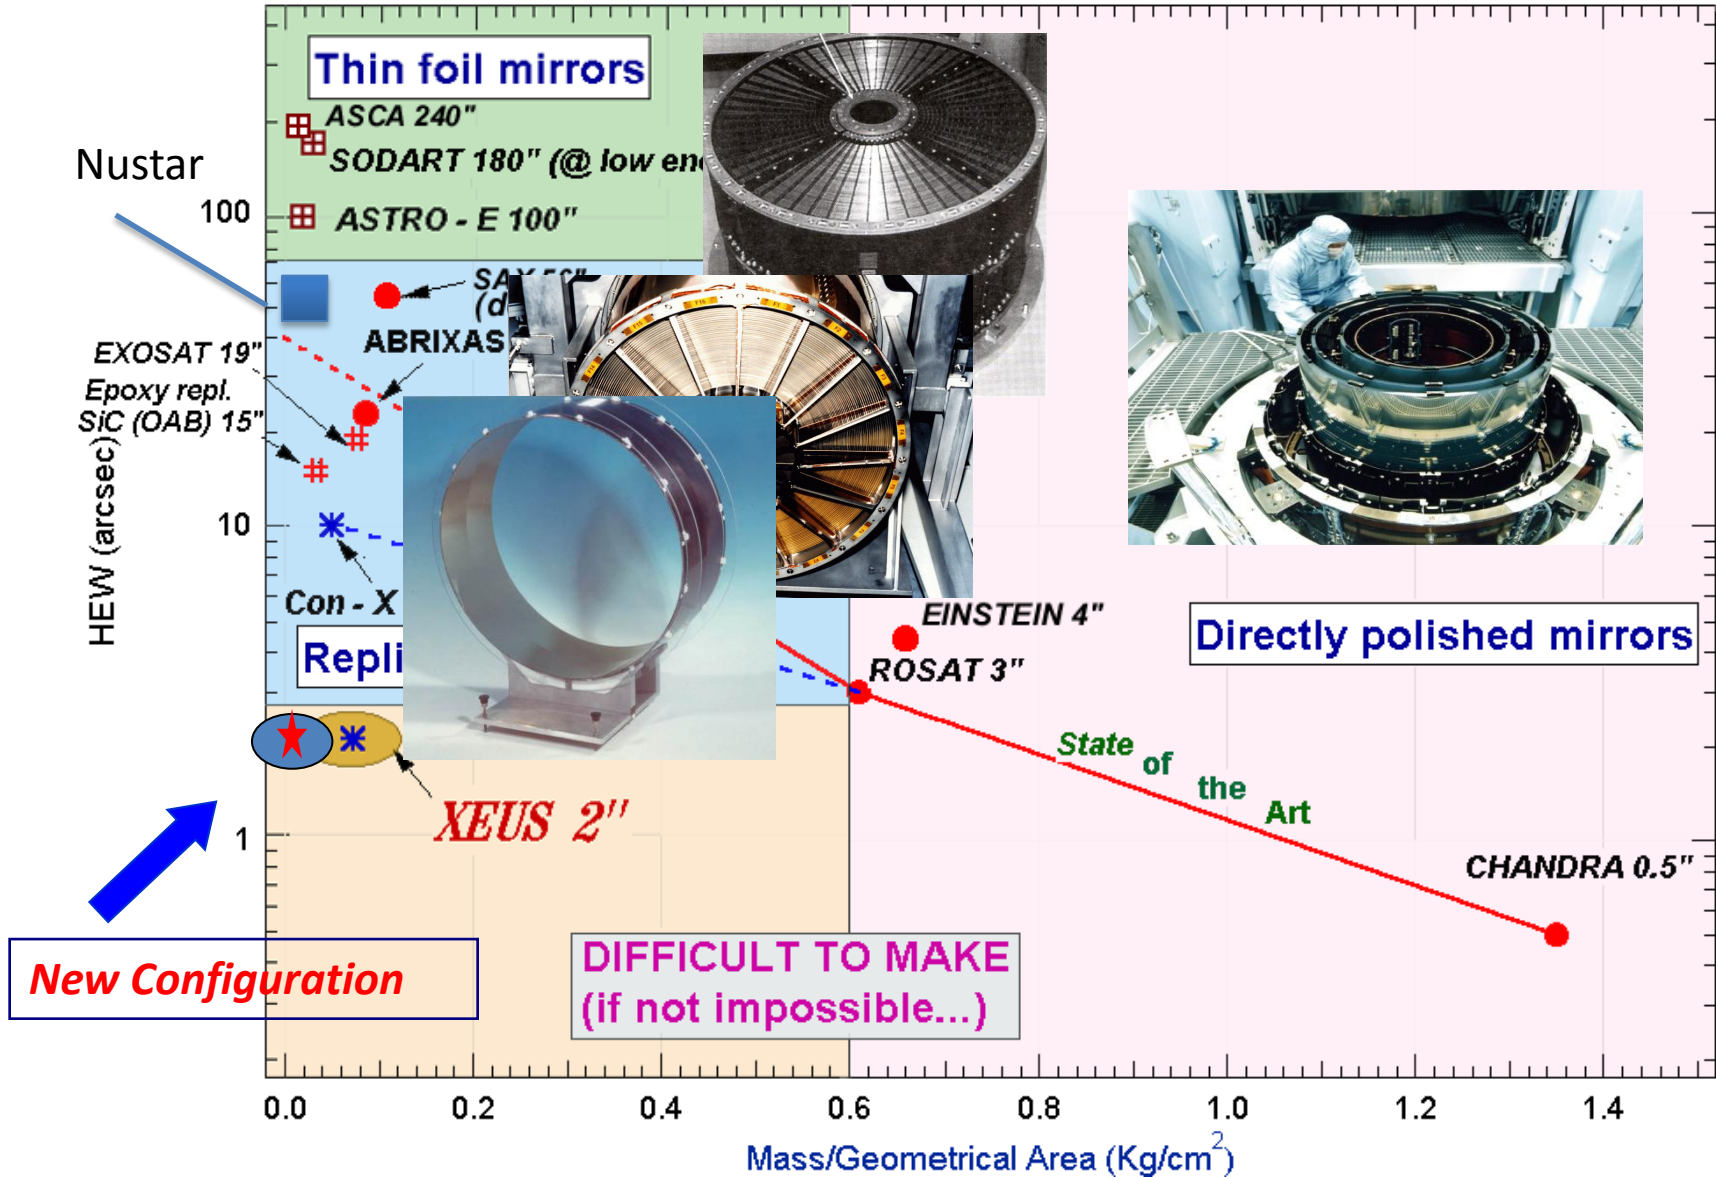 Thin foil mirrors
ASCA 240"
SODART 180" (@ low
ASTRO - E 100"
Nustar
100
ABRIXAS
EXOSAT 19"
Epoxy repl.
SiC (OAB) 15"
HEW (arcsec)
10
Con - X
EINSTEIN 4"
ROSAT 3"
Directly polished mirrors
State of the Art
XEUS 2"
1
CHANDRA 0.5"
New Configuration
DIFFICULT TO MAKE
(if not impossible...)
0.0 0.2 0.4 0.6 0.8 1.0 1.2 1.4
Mass/Geometrical Area (Kg/cm²)